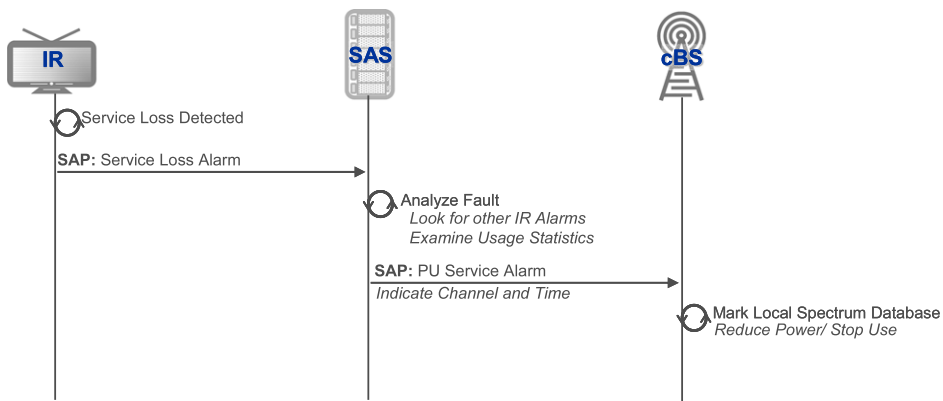 IR
SAS
cBS
Service Loss Detected
SAP: Service Loss Alarm
Analyze Fault
Look for other IR Alarms
Examine Usage Statistics
SAP: PU Service Alarm
Indicate Channel and Time
Mark Local Spectrum Database
Reduce Power/ Stop Use